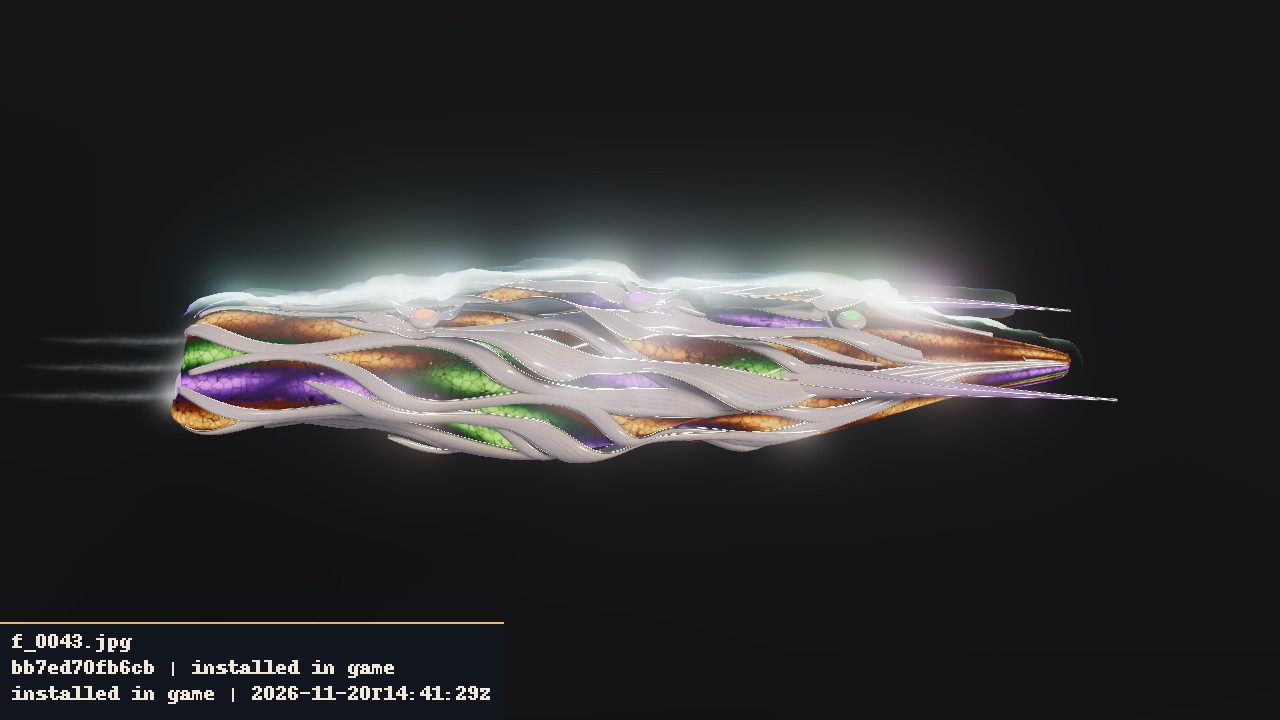 f_0043.jpg
bb7ed70fb6cb | installed in game
installed in game | 2026-11-20T14:41:29Z